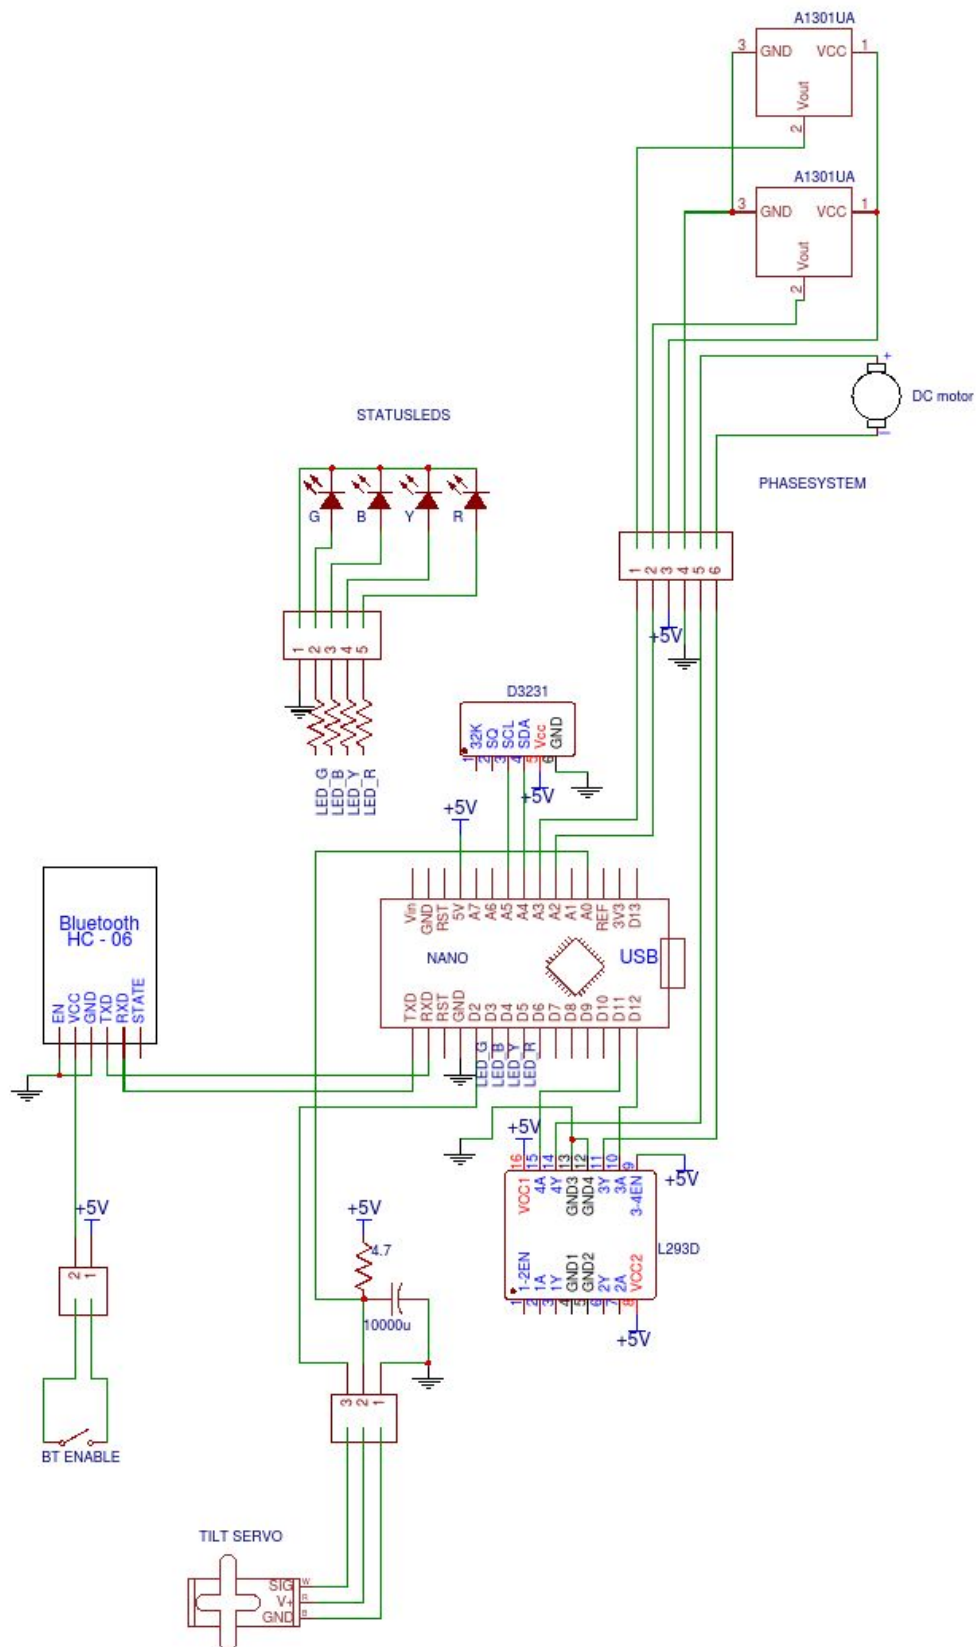 A1301UA
3 GND VCC 1
Vout
2
A1301UA
3 GND VCC 1
Vout
2
+
DC motor
−
STATUSLEDS
PHASESYSTEM
G B Y R
1 2 3 4 5 6
+5V
1 2 3 4 5
LED_G
LED_B
LED_Y
LED_R
D3231
32K SQ SCL SDA Vcc GND
1 2 3 4 5 6
+5V
+5V
Vin GND RST 5V A7 A6 A5 A4 A3 A2 A1 A0 REF 3V3 D13
NANO
USB
TXD RXD RST GND D2 D3 D4 D5 D6 D7 D8 D9 D10 D11 D12
LED_G
LED_B
LED_Y
LED_R
Bluetooth
HC - 06
EN VCC GND TXD RXD STATE
+5V
16 15 14 13 12 11 10 9
VCC1 4A 4Y GND3 GND4 3Y 3A 3-4EN
+5V
L293D
1-2EN 1A 1Y GND1 GND2 2Y 2A VCC2
1 2 3 4 5 6 7 8
+5V
+5V
2 1
BT ENABLE
+5V
4.7
10000u
3 2 1
TILT SERVO
SIG W
V+ R
GND B